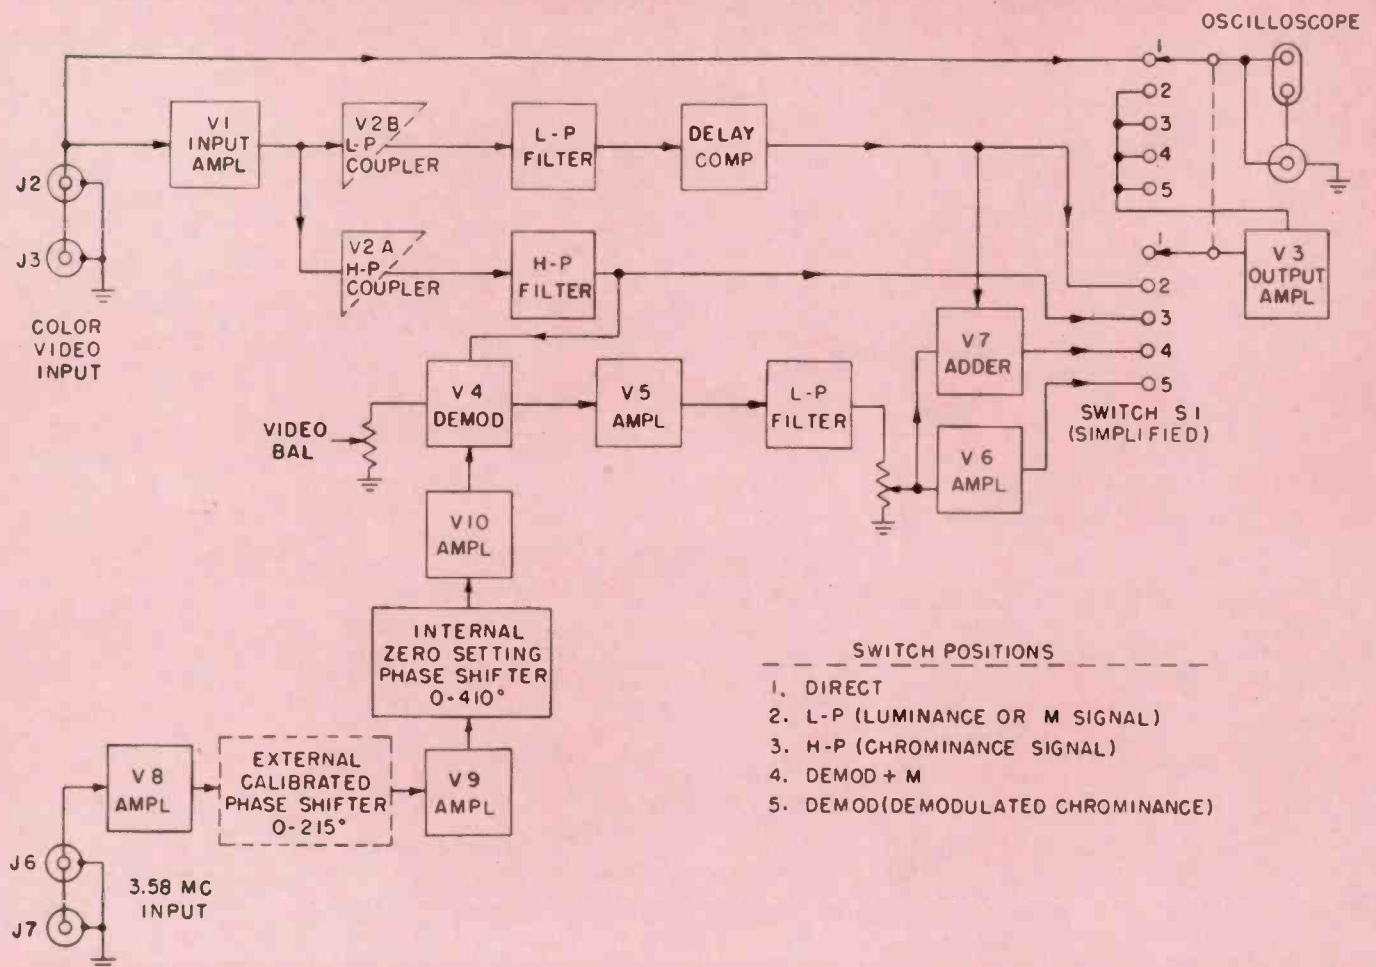 OSCILLOSCOPE
1
2
3
4
5
V1
INPUT
AMPL
V2B
L-P
COUPLER
L-P
FILTER
DELAY
COMP
J2
J3
COLOR
VIDEO
INPUT
V2A
H-P
COUPLER
H-P
FILTER
1
2
3
4
5
V3
OUTPUT
AMPL
SWITCH S1
(SIMPLIFIED)
V7
ADDER
V4
DEMOD
V5
AMPL
L-P
FILTER
V6
AMPL
VIDEO
BAL
V10
AMPL
INTERNAL
ZERO SETTING
PHASE SHIFTER
0-410°
V8
AMPL
EXTERNAL
CALIBRATED
PHASE SHIFTER
0-215°
V9
AMPL
J6
J7
3.58 MC
INPUT
SWITCH POSITIONS
1. DIRECT
2. L-P (LUMINANCE OR M SIGNAL)
3. H-P (CHROMINANCE SIGNAL)
4. DEMOD + M
5. DEMOD(DEMODULATED CHROMINANCE)